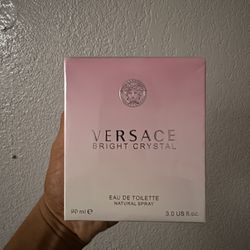 VERSACE
BRIGHT CRYSTAL
EAU DE TOILETTE
NATURAL SPRAY
90 ml e 3.0 US fl.oz.